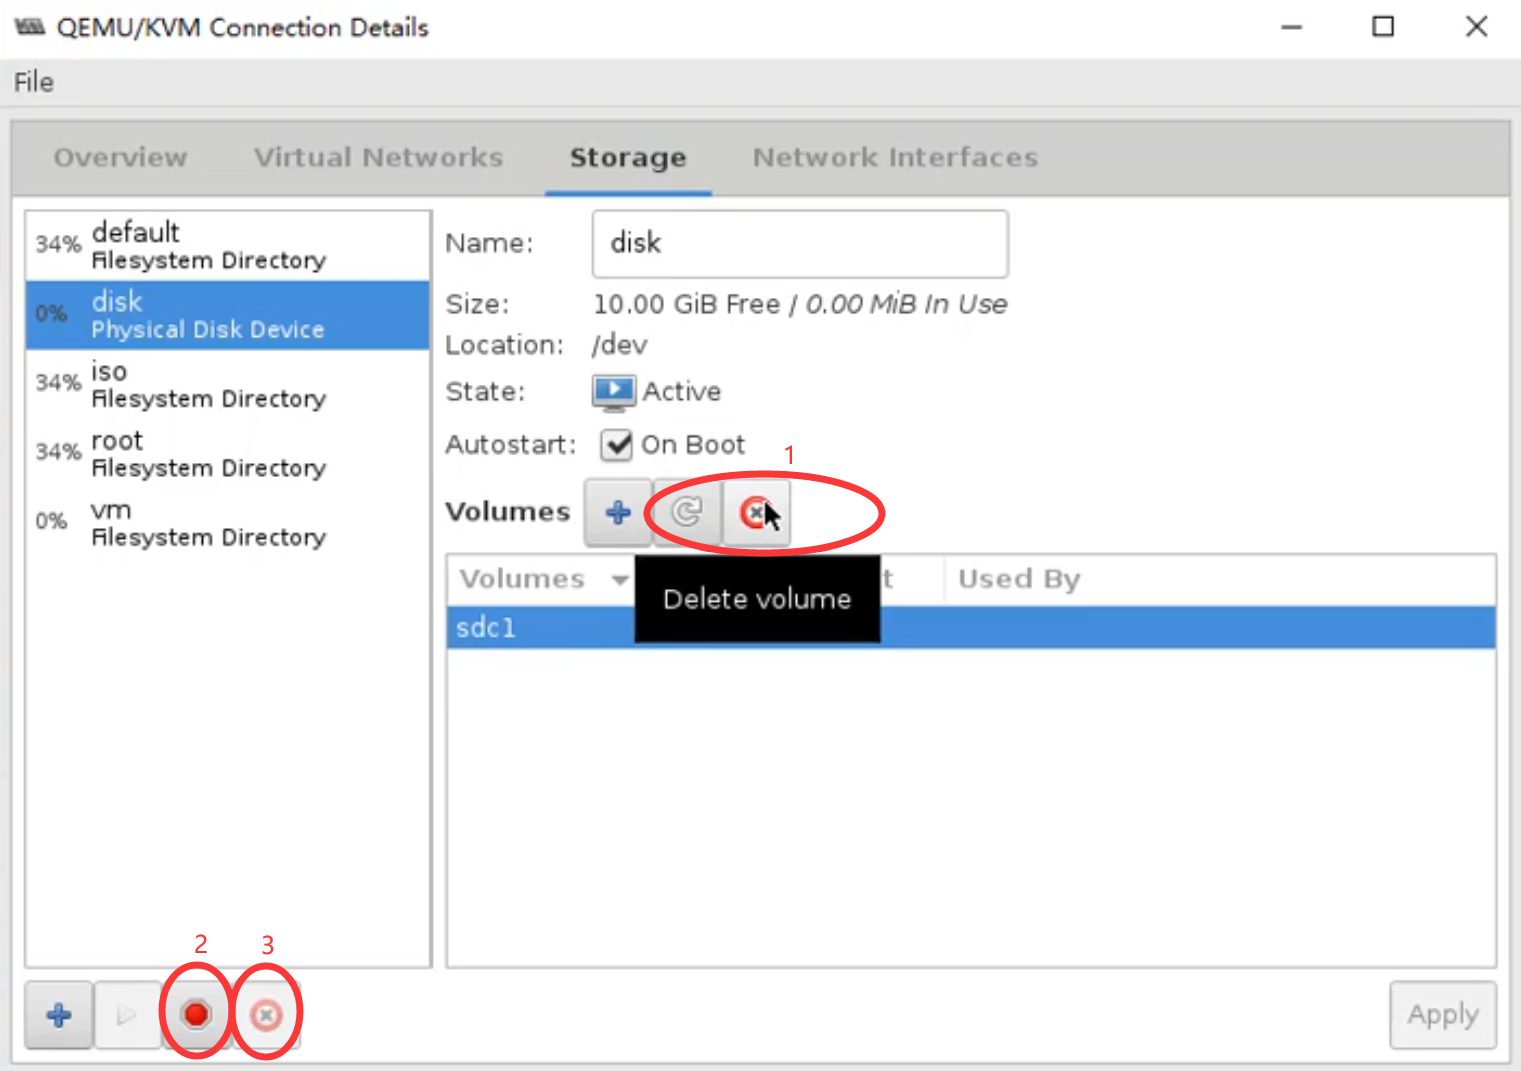 QEMU/KVM Connection Details
File
Overview Virtual Networks Storage Network Interfaces
34% default
Filesystem Directory
0% disk
Physical Disk Device
34% iso
Filesystem Directory
34% root
Filesystem Directory
0% vm
Filesystem Directory
Name: disk
Size: 10.00 GiB Free / 0.00 MiB In Use
Location: /dev
State: Active
Autostart: On Boot
1
Volumes
Volumes t Used By
Delete volume
sdc1
2 3
Apply